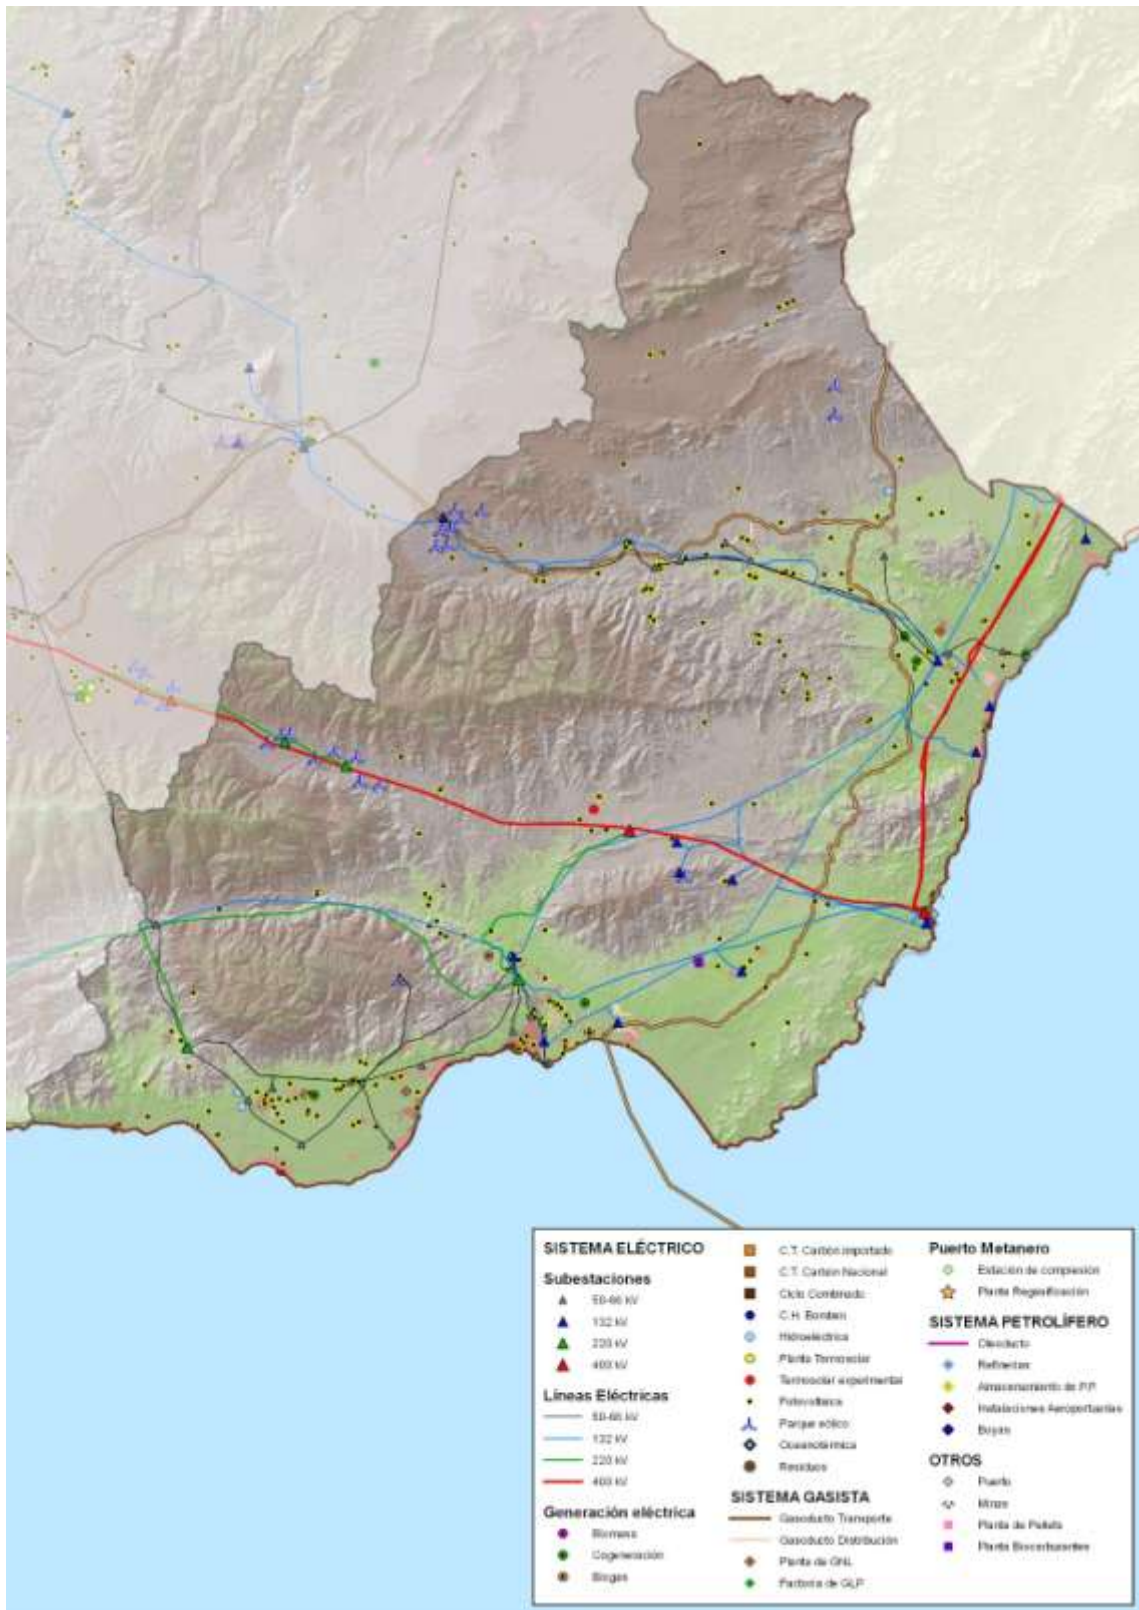 SISTEMA ELÉCTRICO
Subestaciones
50-66 kV
132 kV
220 kV
400 kV
Líneas Eléctricas
50-66 kV
132 kV
220 kV
400 kV
Generación eléctrica
Biomasa
Cogeneración
Biogas
C.T. Carbón importado
C.T. Carbón Nacional
Ciclo Combinado
C.H. Bombeo
Hidroeléctrica
Planta Termosolar
Termosolar experimental
Fotovoltaica
Parque eólico
Oceanotérmica
Residuos
SISTEMA GASISTA
Gasoducto Transporte
Gasoducto Distribución
Planta de GNL
Factoria de GLP
Puerto Metanero
Estación de compresión
Planta Regasificación
SISTEMA PETROLÍFERO
Oleoducto
Refinerias
Almacenamiento de P.P.
Instalaciones Aeroportuarias
Boyas
OTROS
Puerto
Minas
Planta de Pellets
Planta Biocarburantes